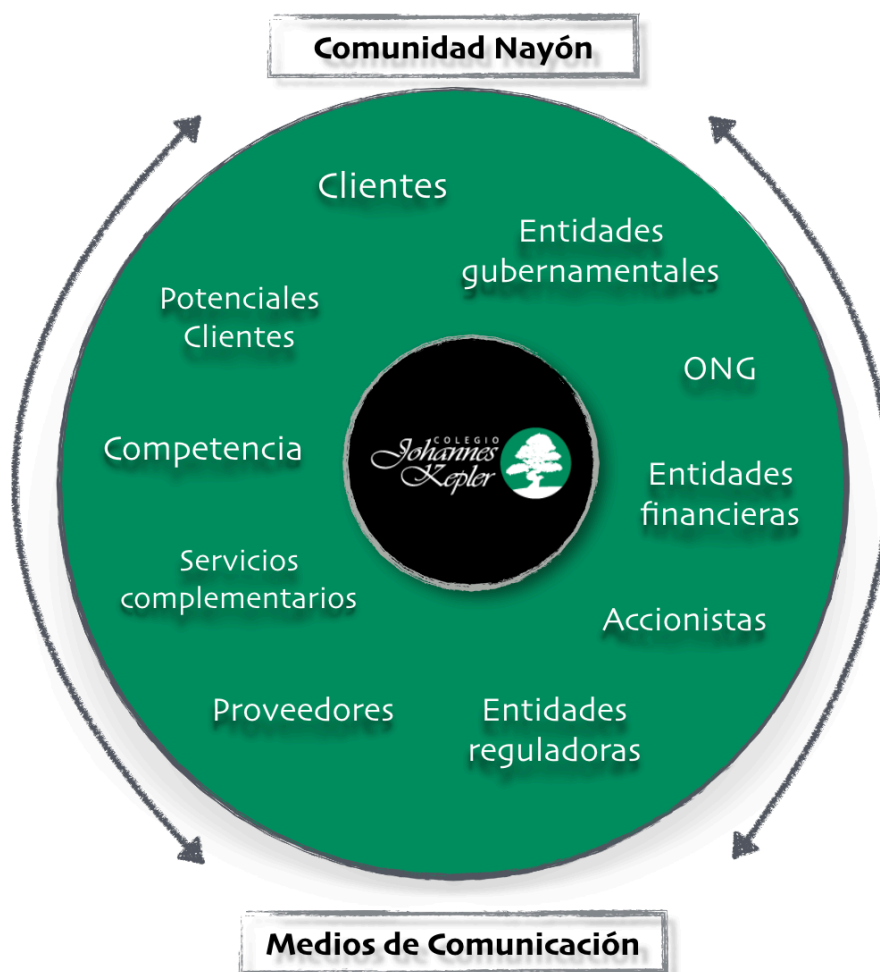 Comunidad Nayón
Clientes
Entidades
gubernamentales
Potenciales
Clientes
ONG
Competencia
COLEGIO
Johannes
Kepler
Entidades
financieras
Servicios
complementarios
Accionistas
Proveedores
Entidades
reguladoras
Medios de Comunicación